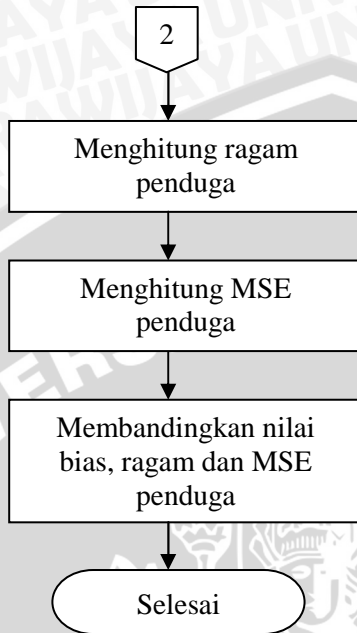 2
Menghitung ragam
penduga
Menghitung MSE
penduga
Membandingkan nilai
bias, ragam dan MSE
penduga
Selesai